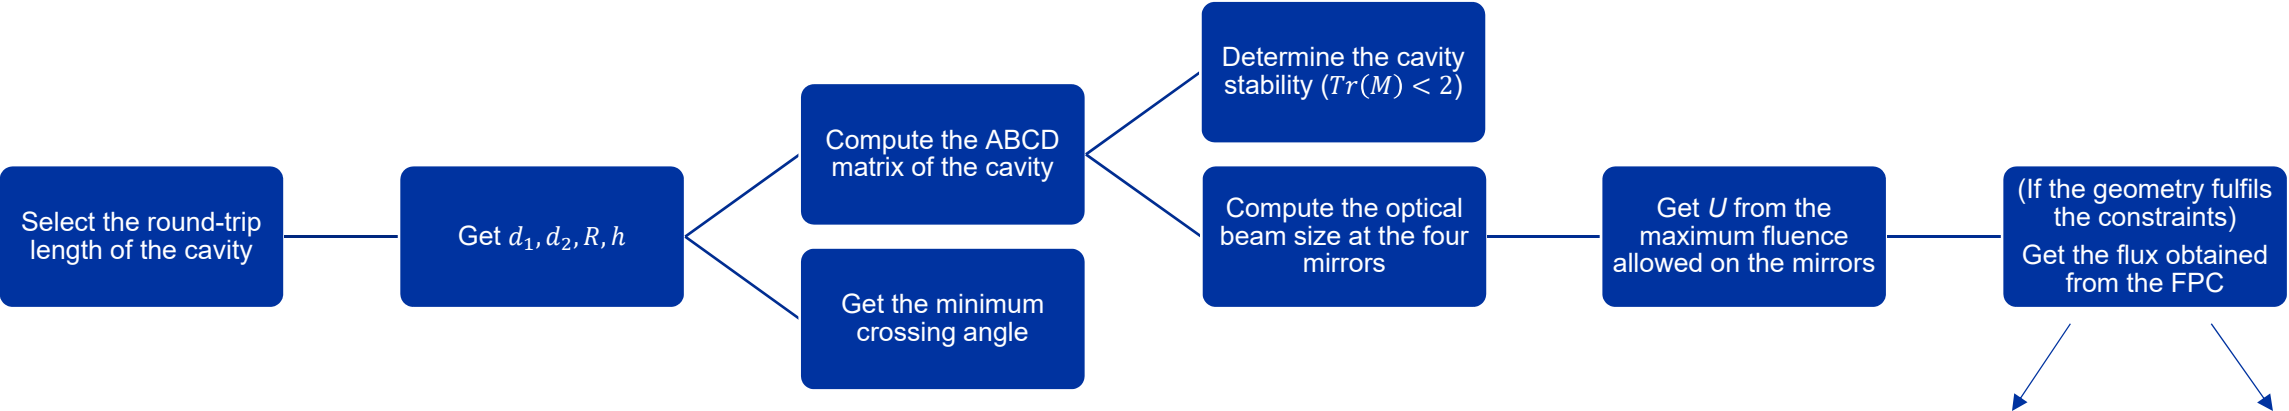 Select the round-trip
length of the cavity
Get d₁, d₂, R, h
Compute the ABCD
matrix of the cavity
Get the minimum
crossing angle
Determine the cavity
stability (Tr(M) < 2)
Compute the optical
beam size at the four
mirrors
Get U from the
maximum fluence
allowed on the mirrors
(If the geometry fulfils
the constraints)
Get the flux obtained
from the FPC